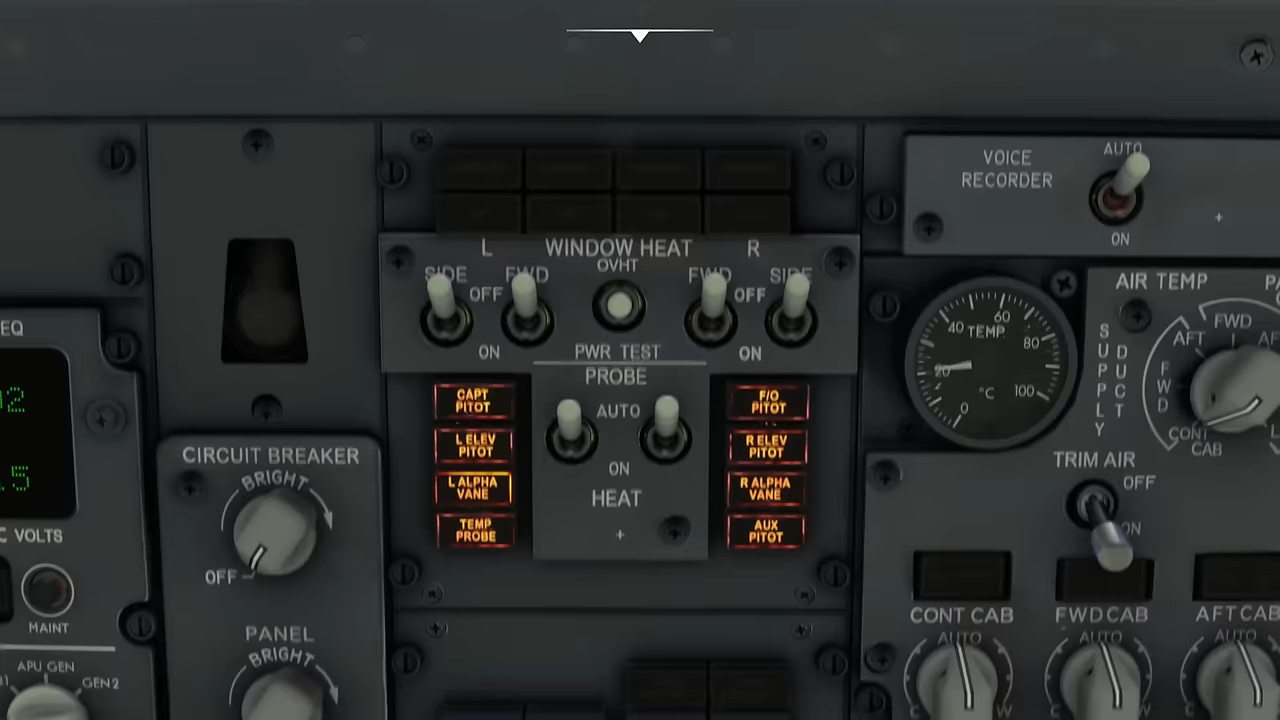 VOICE
RECORDER
AUTO
ON
L
WINDOW HEAT
R
OVHT
SIDE
FWD
OFF
FWD
OFF
SIDE
ON
PWR TEST
ON
PROBE
AUTO
ON
HEAT
CAPT
PITOT
L ELEV
PITOT
L ALPHA
VANE
TEMP
PROBE
F/O
PITOT
R ELEV
PITOT
R ALPHA
VANE
AUX
PITOT
CIRCUIT BREAKER
BRIGHT
OFF
PANEL
BRIGHT
VOLTS
MAINT
APU GEN
GEN2
TEMP
°C
0
20
40
60
80
100
AIR TEMP
SUPPLY
DUCT
FWD
AFT
FWD
CONT
CAB
TRIM AIR
OFF
ON
CONT CAB
FWD CAB
AFT CAB
AUTO
AUTO
AUTO
C
W
C
W
C